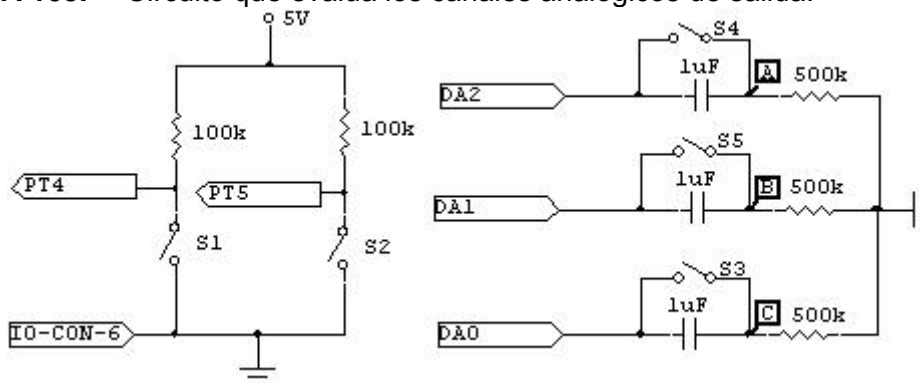 Circuito que evalúa los canales analógicos de salida.
5V
100k
100k
PT4
PT5
S1
S2
IO-CON-6
S4
1uF
A
500k
DA2
S5
1uF
B
500k
DA1
S3
1uF
C
500k
DA0